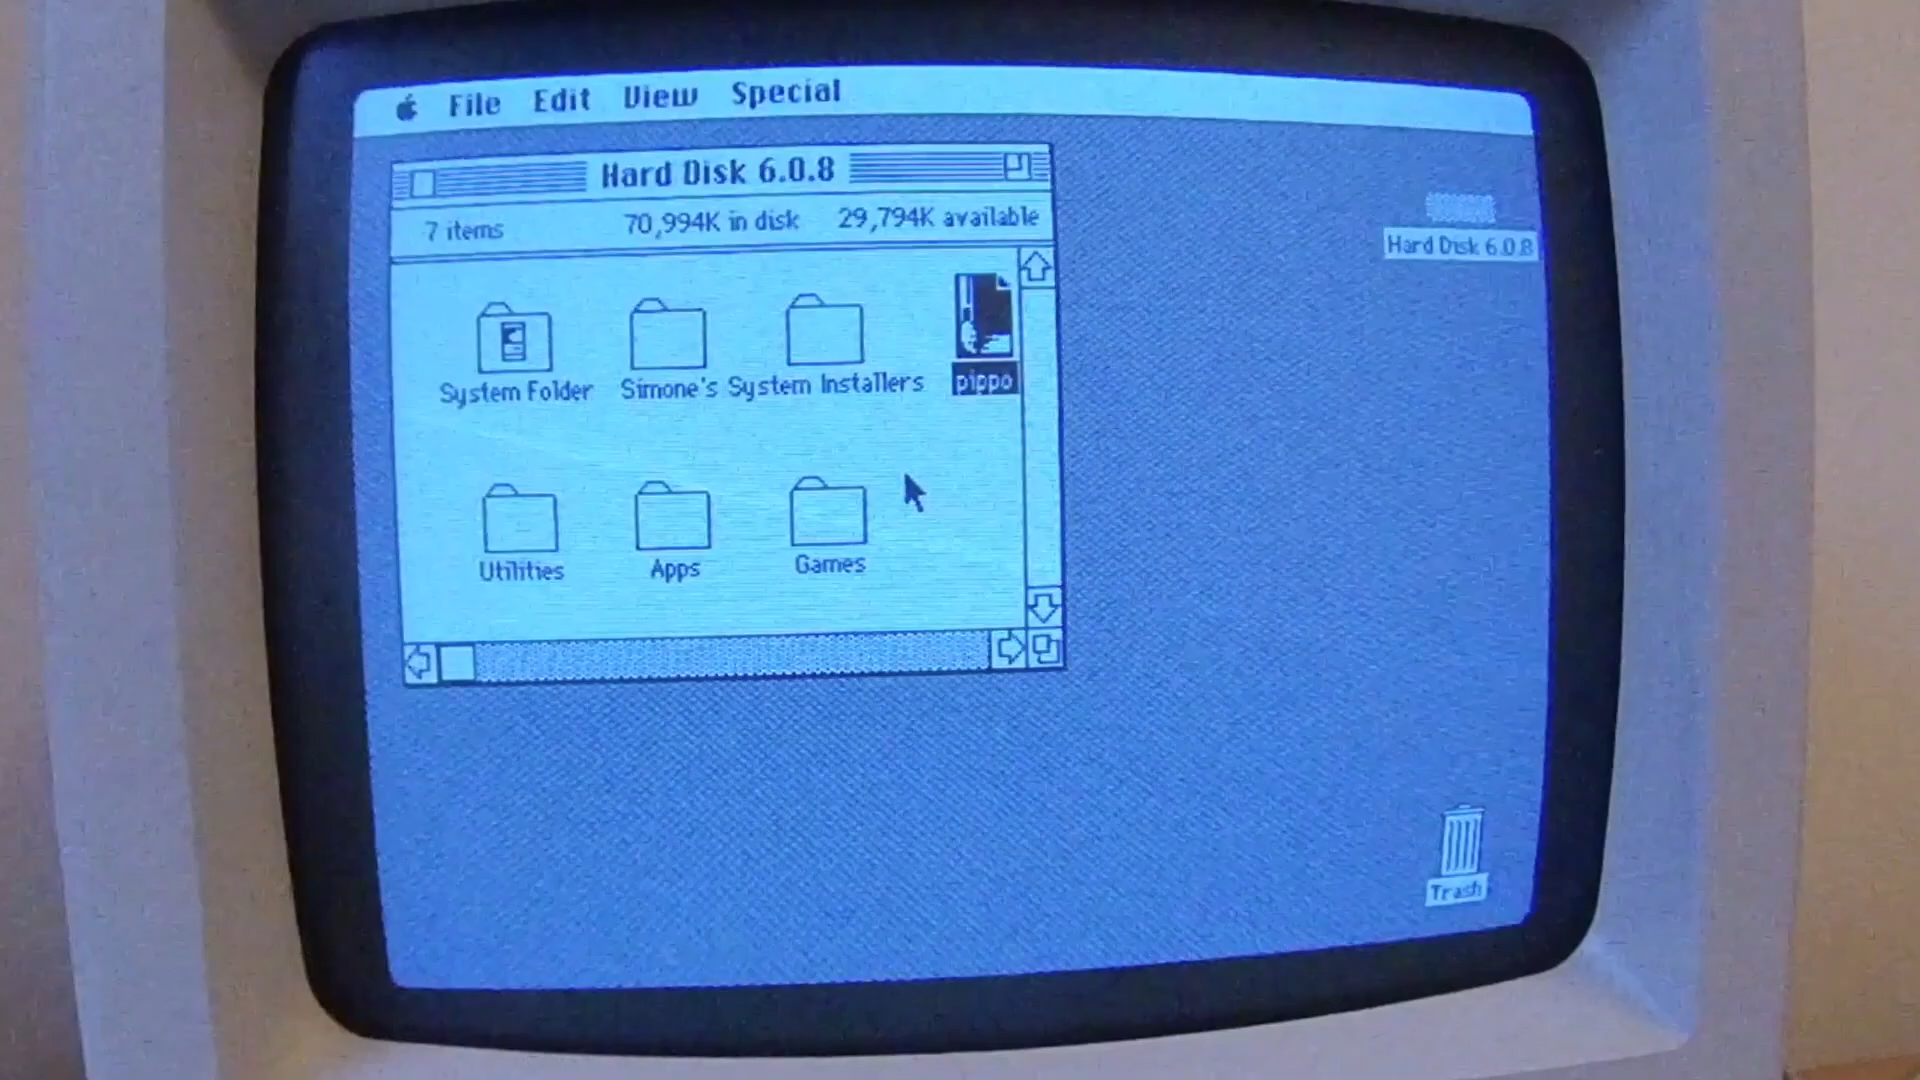 File Edit View Special
Hard Disk 6.0.8
7 items 70,994K in disk 29,794K available
Hard Disk 6.0.8
System Folder Simone's System Installers pippo
Utilities Apps Games
Trash